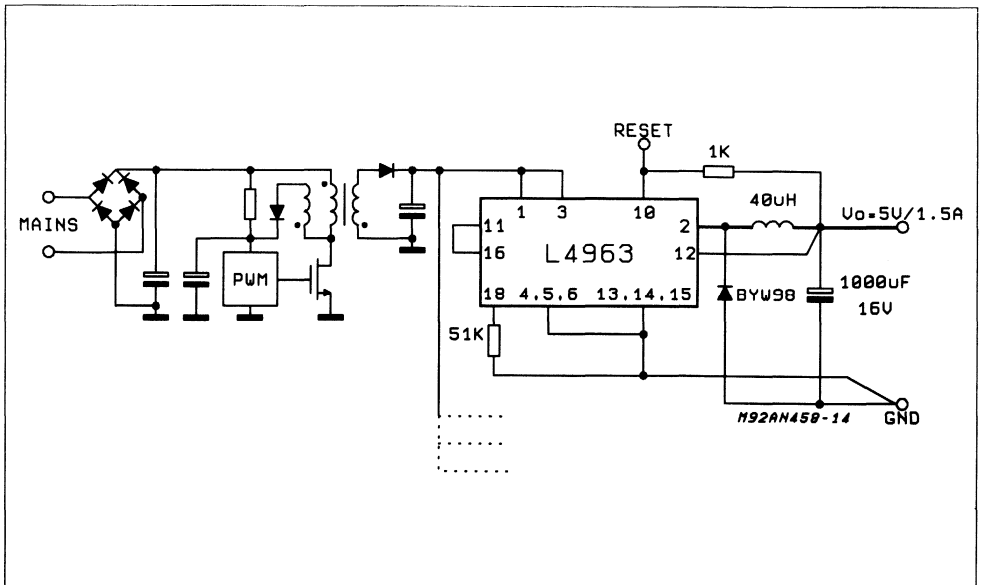 RESET
1K
40uH
Vo=5V/1.5A
MAINS
1
3
10
2
11
16
L4963
12
PWM
18
4,5,6
13,14,15
BYW98
1000uF
16V
51K
M92AN450-14
GND